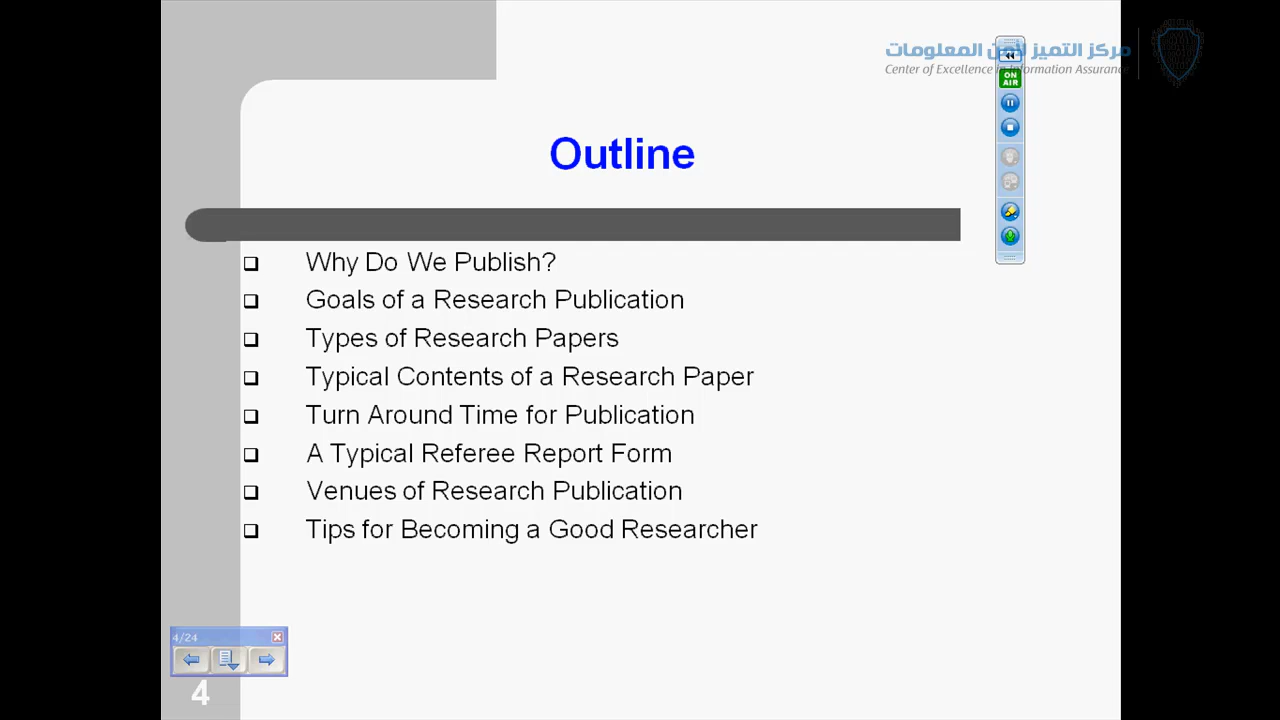 مركز التميز لأمن المعلومات
Center of Excellence in Information Assurance
ON
AIR
Outline
Why Do We Publish?
Goals of a Research Publication
Types of Research Papers
Typical Contents of a Research Paper
Turn Around Time for Publication
A Typical Referee Report Form
Venues of Research Publication
Tips for Becoming a Good Researcher
4/24
4